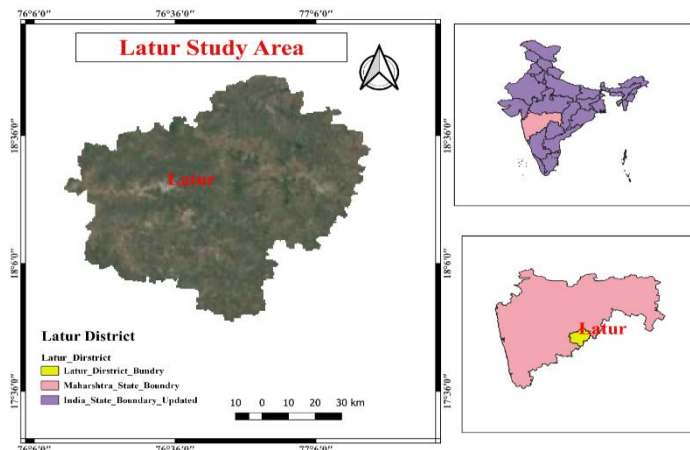 76°6'0" 76°36'0" 77°6'0"
Latur Study Area
18°36'0" 18°36'0"
Latur
18°6'0" 18°6'0"
Latur District
Latur_Dirstrict
Latur_Dirstrict_Bundry
Maharshtra_State_Boundry
India_State_Boundary_Updated
17°36'0" 17°36'0"
10 0 10 20 30 km
76°6'0" 76°36'0" 77°6'0"
Latur